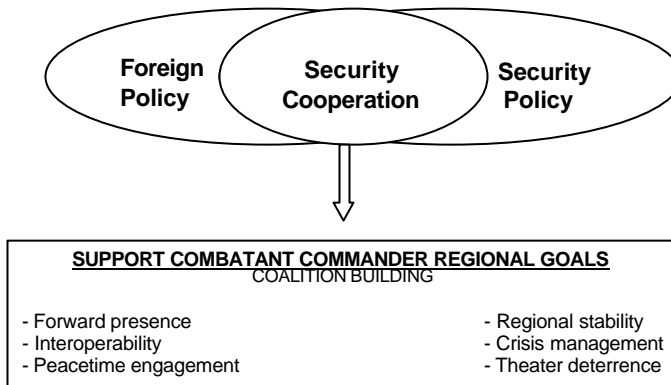 Foreign
Policy
Security
Cooperation
Security
Policy
SUPPORT COMBATANT COMMANDER REGIONAL GOALS
COALITION BUILDING
- Forward presence
- Interoperability
- Peacetime engagement
- Regional stability
- Crisis management
- Theater deterrence